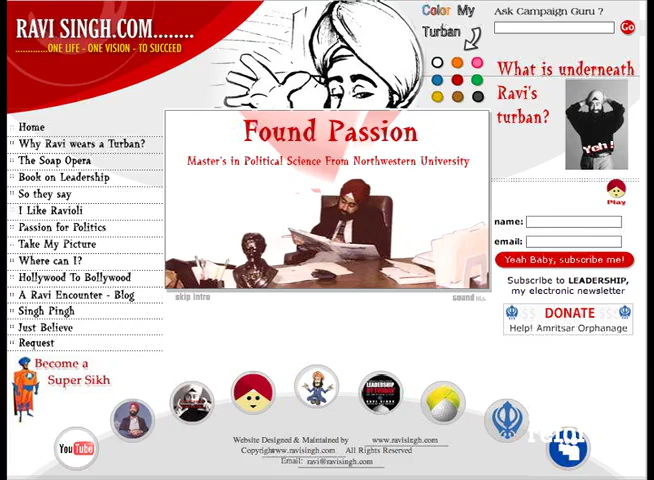 RAVI SINGH.COM........
..............ONE LIFE - ONE VISION - TO SUCCEED
Color My
Turban
Ask Campaign Guru ?
Go
What is underneath
Ravi's
turban?
Yeh!
Play
name:
email:
Yeah Baby, subscribe me!
Subscribe to LEADERSHIP,
my electronic newsletter
DONATE
Help! Amritsar Orphanage
Home
Why Ravi wears a Turban?
The Soap Opera
Book on Leadership
So they say
I Like Ravioli
Passion for Politics
Take My Picture
Where can I?
Hollywood To Bollywood
A Ravi Encounter - Blog
Singh Pingh
Just Believe
Request
Found Passion
Master's in Political Science From Northwestern University
skip intro
sound
Become a
Super Sikh
You Tube
LEADERSHIP
Website Designed & Maintained by www.ravisingh.com
Copyright www.ravisingh.com All Rights Reserved
Email: ravi@ravisingh.com